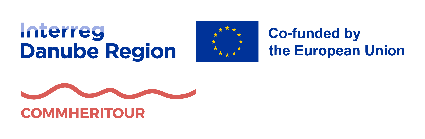 Interreg
Danube Region
Co-funded by
the European Union
COMMHERITOUR